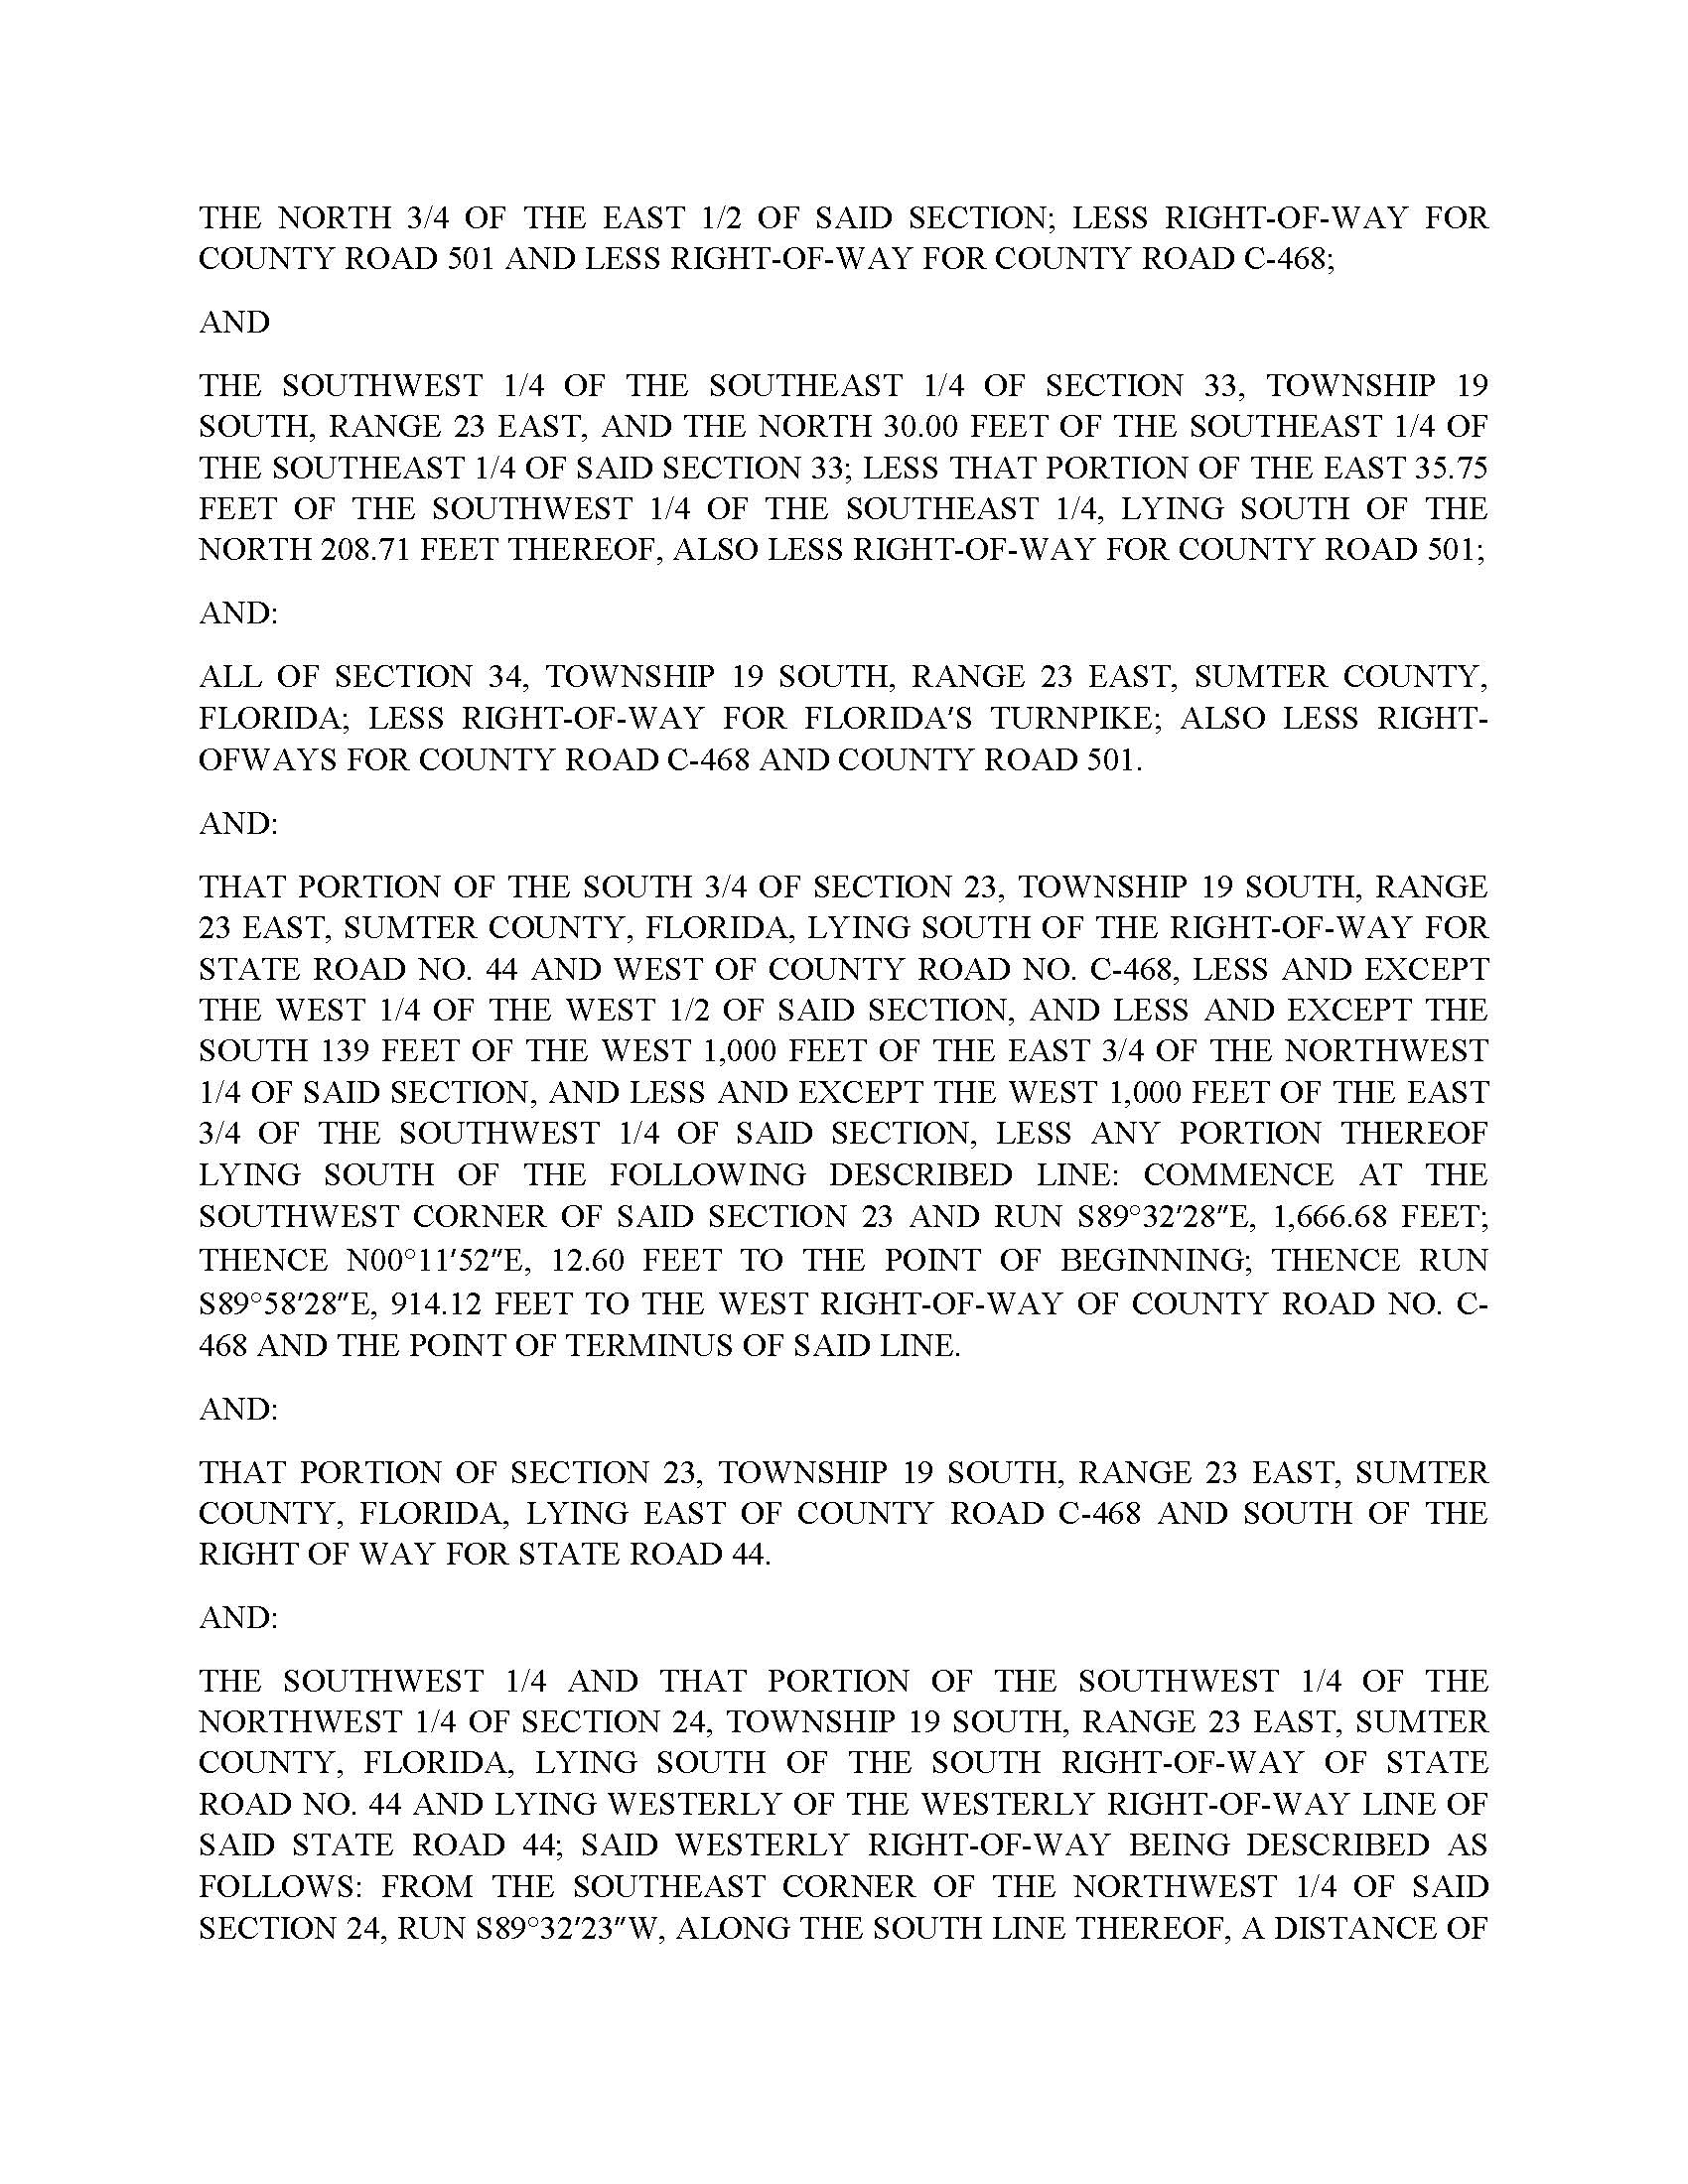 THE NORTH 3/4 OF THE EAST 1/2 OF SAID SECTION; LESS RIGHT-OF-WAY FOR
COUNTY ROAD 501 AND LESS RIGHT-OF-WAY FOR COUNTY ROAD C-468;
AND
THE SOUTHWEST 1/4 OF THE SOUTHEAST 1/4 OF SECTION 33, TOWNSHIP 19
SOUTH, RANGE 23 EAST, AND THE NORTH 30.00 FEET OF THE SOUTHEAST 1/4 OF
THE SOUTHEAST 1/4 OF SAID SECTION 33; LESS THAT PORTION OF THE EAST 35.75
FEET OF THE SOUTHWEST 1/4 OF THE SOUTHEAST 1/4, LYING SOUTH OF THE
NORTH 208.71 FEET THEREOF, ALSO LESS RIGHT-OF-WAY FOR COUNTY ROAD 501;
AND:
ALL OF SECTION 34, TOWNSHIP 19 SOUTH, RANGE 23 EAST, SUMTER COUNTY,
FLORIDA; LESS RIGHT-OF-WAY FOR FLORIDA'S TURNPIKE; ALSO LESS RIGHT-
OFWAYS FOR COUNTY ROAD C-468 AND COUNTY ROAD 501.
AND:
THAT PORTION OF THE SOUTH 3/4 OF SECTION 23, TOWNSHIP 19 SOUTH, RANGE
23 EAST, SUMTER COUNTY, FLORIDA, LYING SOUTH OF THE RIGHT-OF-WAY FOR
STATE ROAD NO. 44 AND WEST OF COUNTY ROAD NO. C-468, LESS AND EXCEPT
THE WEST 1/4 OF THE WEST 1/2 OF SAID SECTION, AND LESS AND EXCEPT THE
SOUTH 139 FEET OF THE WEST 1,000 FEET OF THE EAST 3/4 OF THE NORTHWEST
1/4 OF SAID SECTION, AND LESS AND EXCEPT THE WEST 1,000 FEET OF THE EAST
3/4 OF THE SOUTHWEST 1/4 OF SAID SECTION, LESS ANY PORTION THEREOF
LYING SOUTH OF THE FOLLOWING DESCRIBED LINE: COMMENCE AT THE
SOUTHWEST CORNER OF SAID SECTION 23 AND RUN S89°32′28″E, 1,666.68 FEET;
THENCE N00°11′52″E, 12.60 FEET TO THE POINT OF BEGINNING; THENCE RUN
S89°58′28″E, 914.12 FEET TO THE WEST RIGHT-OF-WAY OF COUNTY ROAD NO. C-
468 AND THE POINT OF TERMINUS OF SAID LINE.
AND:
THAT PORTION OF SECTION 23, TOWNSHIP 19 SOUTH, RANGE 23 EAST, SUMTER
COUNTY, FLORIDA, LYING EAST OF COUNTY ROAD C-468 AND SOUTH OF THE
RIGHT OF WAY FOR STATE ROAD 44.
AND:
THE SOUTHWEST 1/4 AND THAT PORTION OF THE SOUTHWEST 1/4 OF THE
NORTHWEST 1/4 OF SECTION 24, TOWNSHIP 19 SOUTH, RANGE 23 EAST, SUMTER
COUNTY, FLORIDA, LYING SOUTH OF THE SOUTH RIGHT-OF-WAY OF STATE
ROAD NO. 44 AND LYING WESTERLY OF THE WESTERLY RIGHT-OF-WAY LINE OF
SAID STATE ROAD 44; SAID WESTERLY RIGHT-OF-WAY BEING DESCRIBED AS
FOLLOWS: FROM THE SOUTHEAST CORNER OF THE NORTHWEST 1/4 OF SAID
SECTION 24, RUN S89°32′23″W, ALONG THE SOUTH LINE THEREOF, A DISTANCE OF